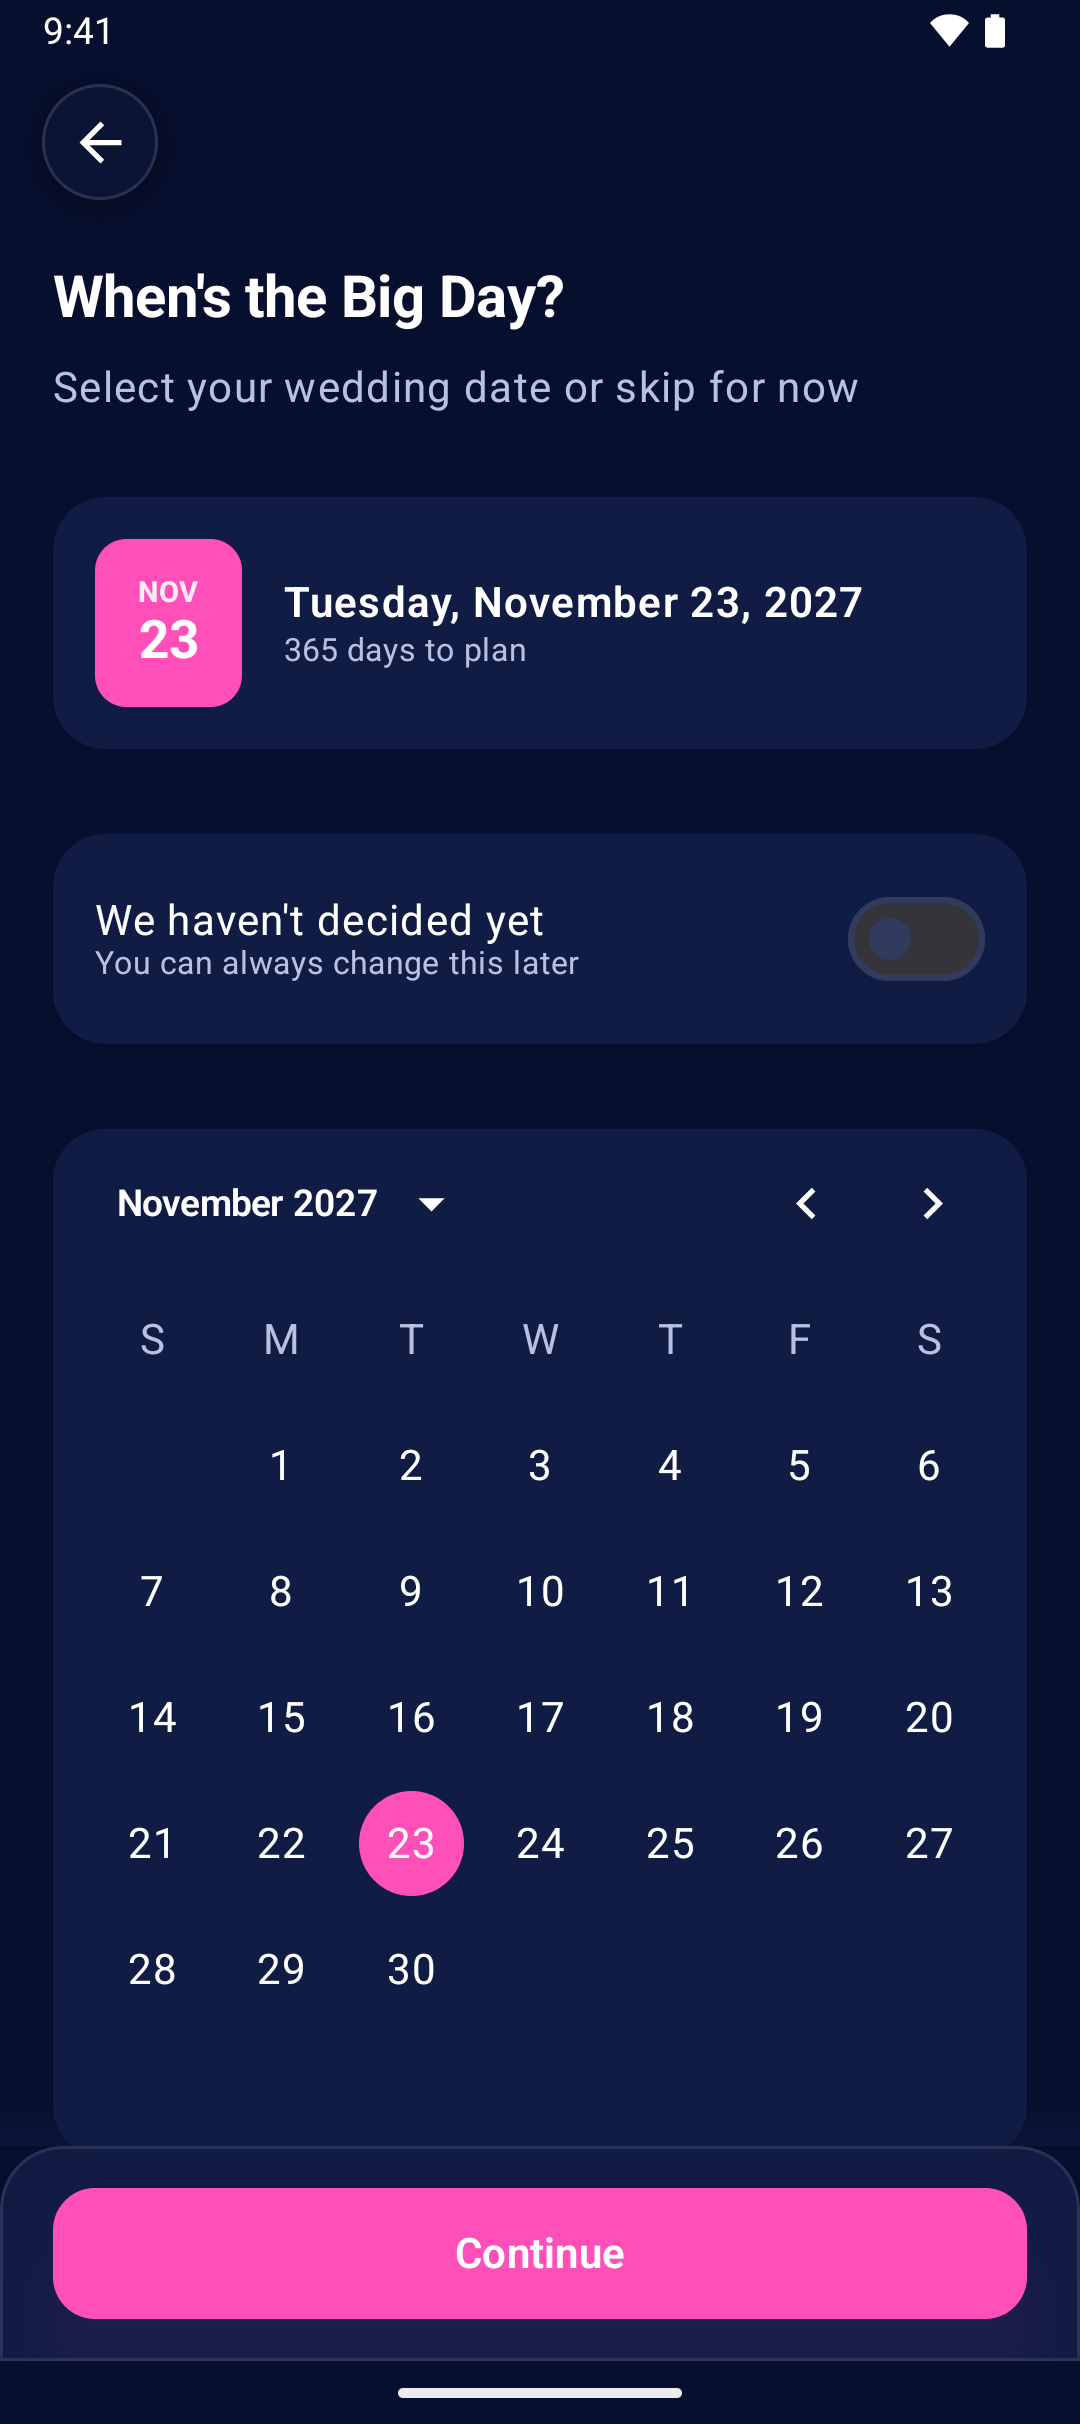 9:41
When's the Big Day?
Select your wedding date or skip for now
NOV
23
Tuesday, November 23, 2027
365 days to plan
We haven't decided yet
You can always change this later
November 2027
S M T W T F S
1 2 3 4 5 6
7 8 9 10 11 12 13
14 15 16 17 18 19 20
21 22 23 24 25 26 27
28 29 30
Continue